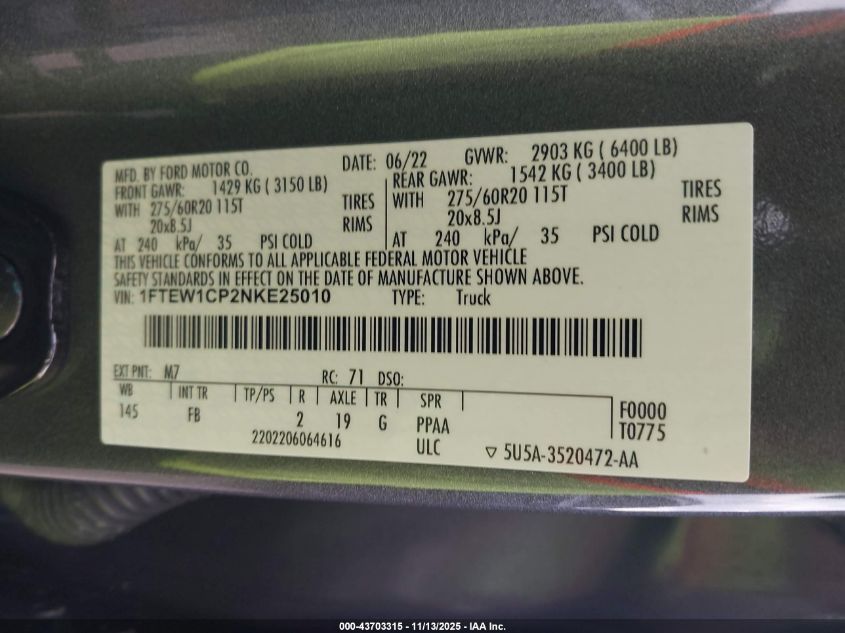 MFD. BY FORD MOTOR CO. DATE: 06/22 GVWR: 2903 KG ( 6400 LB)
FRONT GAWR: 1429 KG ( 3150 LB) REAR GAWR: 1542 KG ( 3400 LB)
WITH 275/60R20 115T TIRES WITH 275/60R20 115T TIRES
20x8.5J RIMS 20x8.5J RIMS
AT 240 kPa/ 35 PSI COLD AT 240 kPa/ 35 PSI COLD
THIS VEHICLE CONFORMS TO ALL APPLICABLE FEDERAL MOTOR VEHICLE
SAFETY STANDARDS IN EFFECT ON THE DATE OF MANUFACTURE SHOWN ABOVE.
VIN: 1FTEW1CP2NKE25010 TYPE: Truck
EXT PNT: M7 RC: 71 DSO:
WB INT TR TP/PS R AXLE TR SPR
145 FB 2 19 G PPAA F0000
2202206064616 ULC T0775
5U5A-3520472-AA
000-43703315 - 11/13/2025 - IAA Inc.